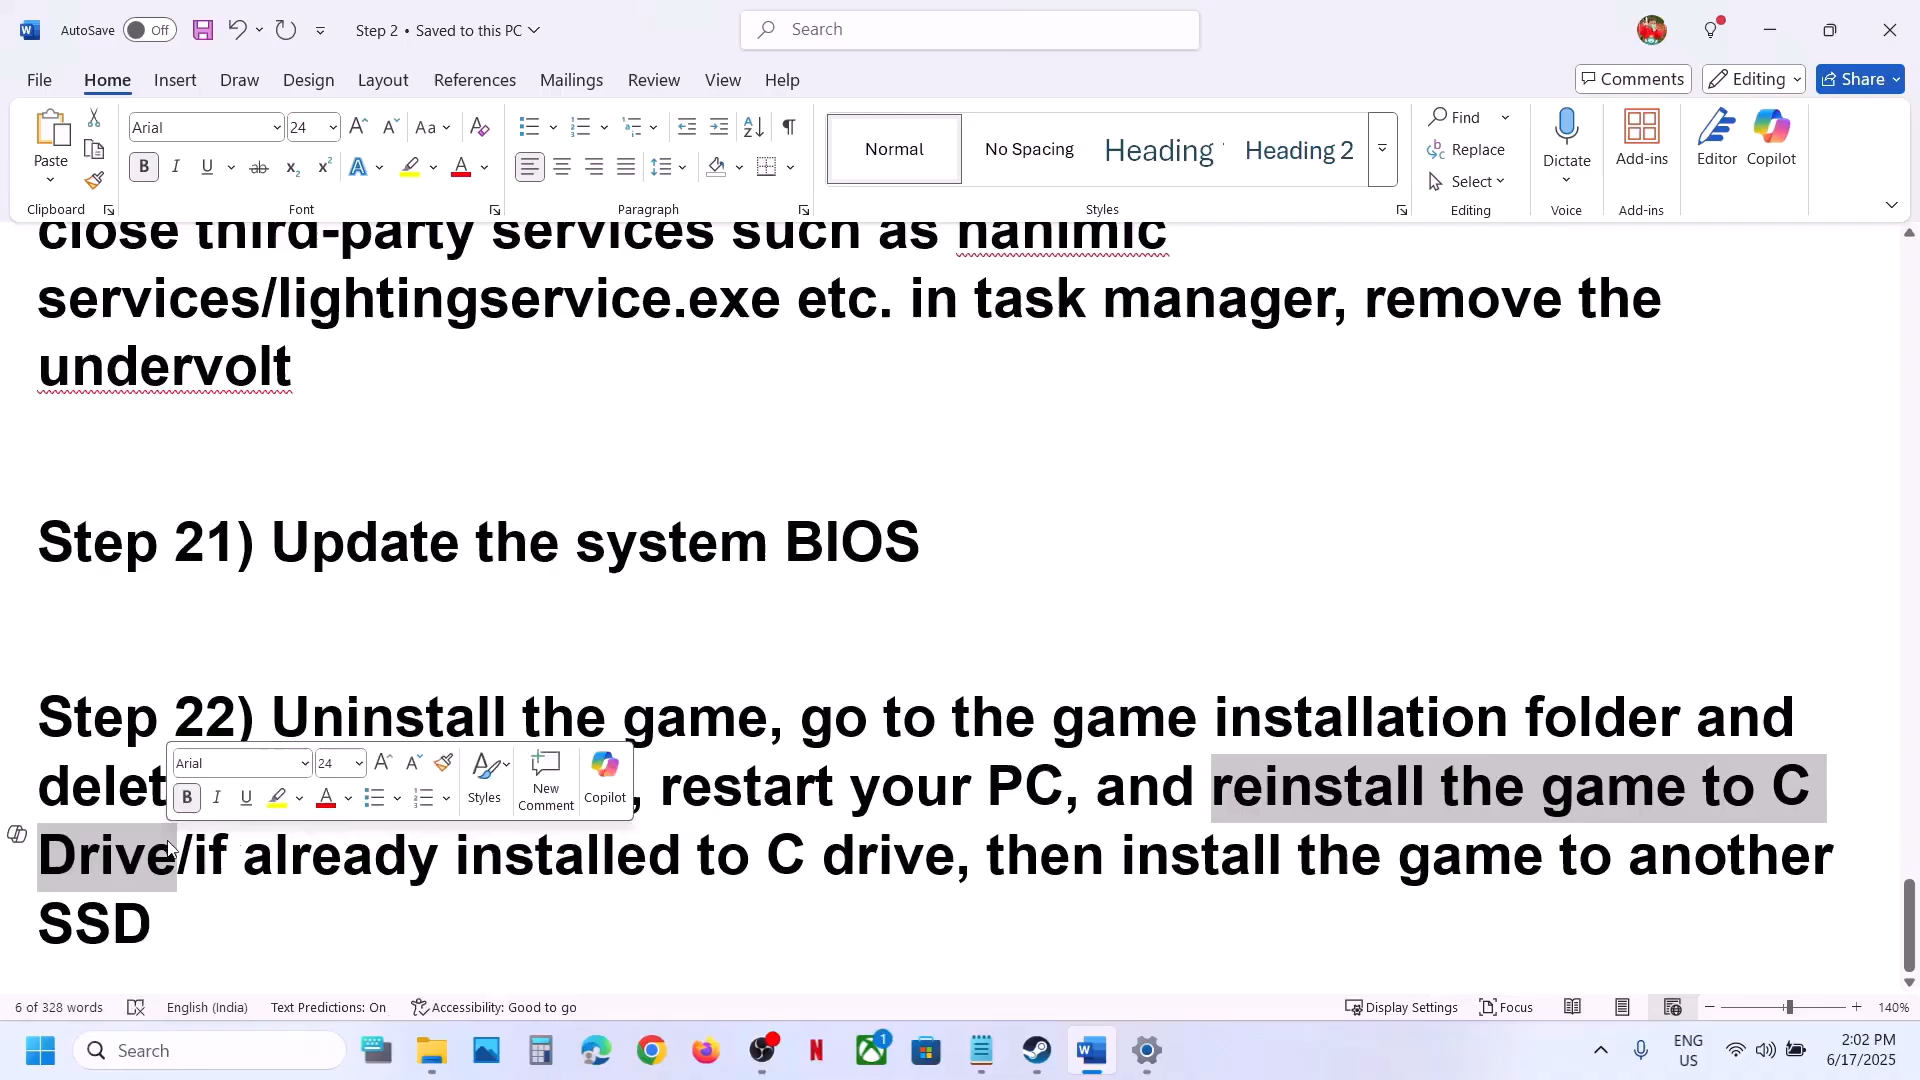 AutoSave Off Step 2 • Saved to this PC Search
File Home Insert Draw Design Layout References Mailings Review View Help Comments Editing Share
Paste Arial 24 Aa Normal No Spacing Heading Heading 2 Find Replace Select Dictate Add-ins Editor Copilot
Clipboard Font Paragraph Styles Editing Voice Add-ins
close third-party services such as nahimic
services/lightingservice.exe etc. in task manager, remove the
undervolt
Step 21) Update the system BIOS
Step 22) Uninstall the game, go to the game installation folder and
delet , restart your PC, and reinstall the game to C
Drive/if already installed to C drive, then install the game to another
SSD
Arial 24 Styles New Comment Copilot
6 of 328 words English (India) Text Predictions: On Accessibility: Good to go Display Settings Focus 140%
Search 1 ENG US 2:02 PM 6/17/2025